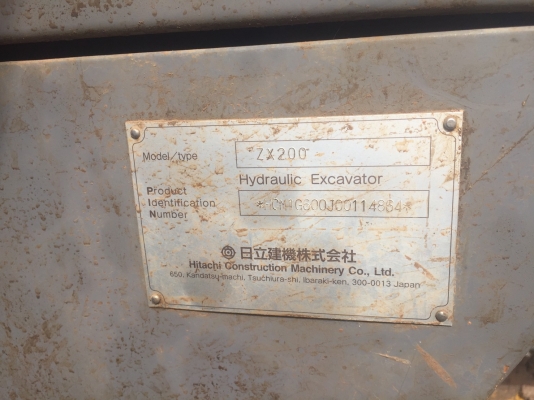 Model/type ZX200
Hydraulic Excavator
Product
Identification
Number
日立建機株式会社
Hitachi Construction Machinery Co., Ltd.
650, Kandatsu-machi, Tsuchiura-shi, Ibaraki-ken, 300-0013 Japan